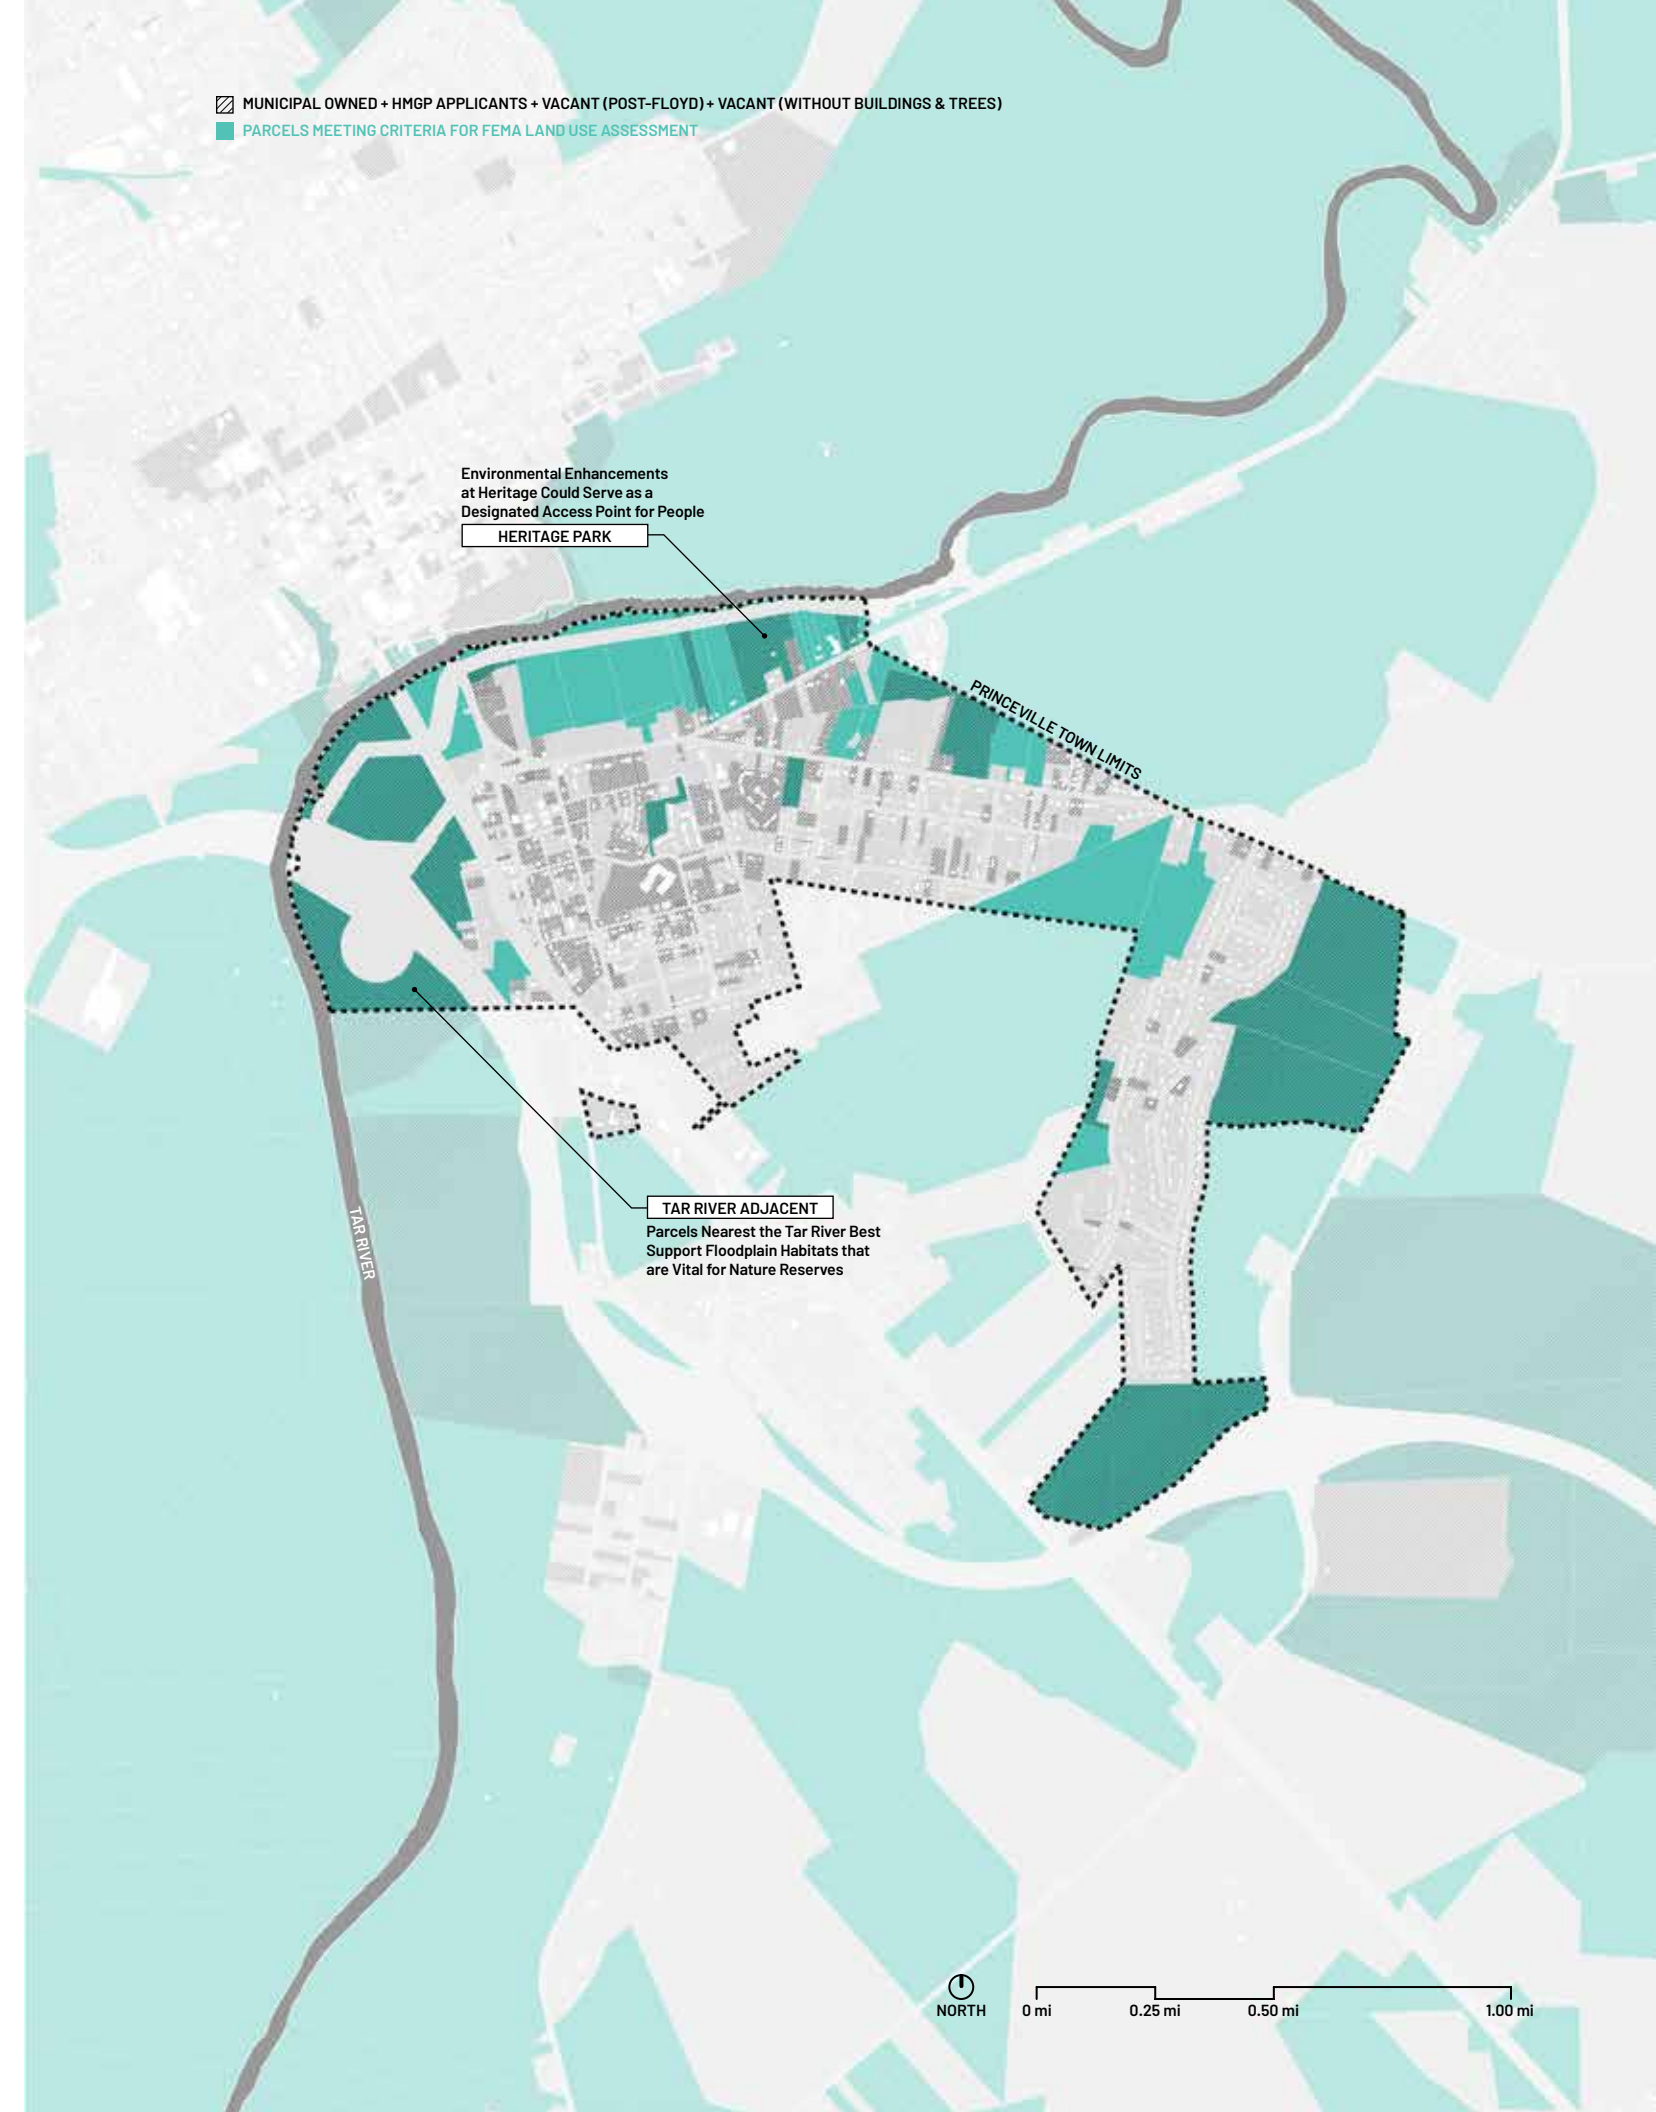 MUNICIPAL OWNED + HMGP APPLICANTS + VACANT (POST-FLOYD) + VACANT (WITHOUT BUILDINGS & TREES)
PARCELS MEETING CRITERIA FOR FEMA LAND USE ASSESSMENT
Environmental Enhancements
at Heritage Could Serve as a
Designated Access Point for People
HERITAGE PARK
PRINCEVILLE TOWN LIMITS
TAR RIVER ADJACENT
Parcels Nearest the Tar River Best
Support Floodplain Habitats that
are Vital for Nature Reserves
TAR RIVER
NORTH
0 mi
0.25 mi
0.50 mi
1.00 mi